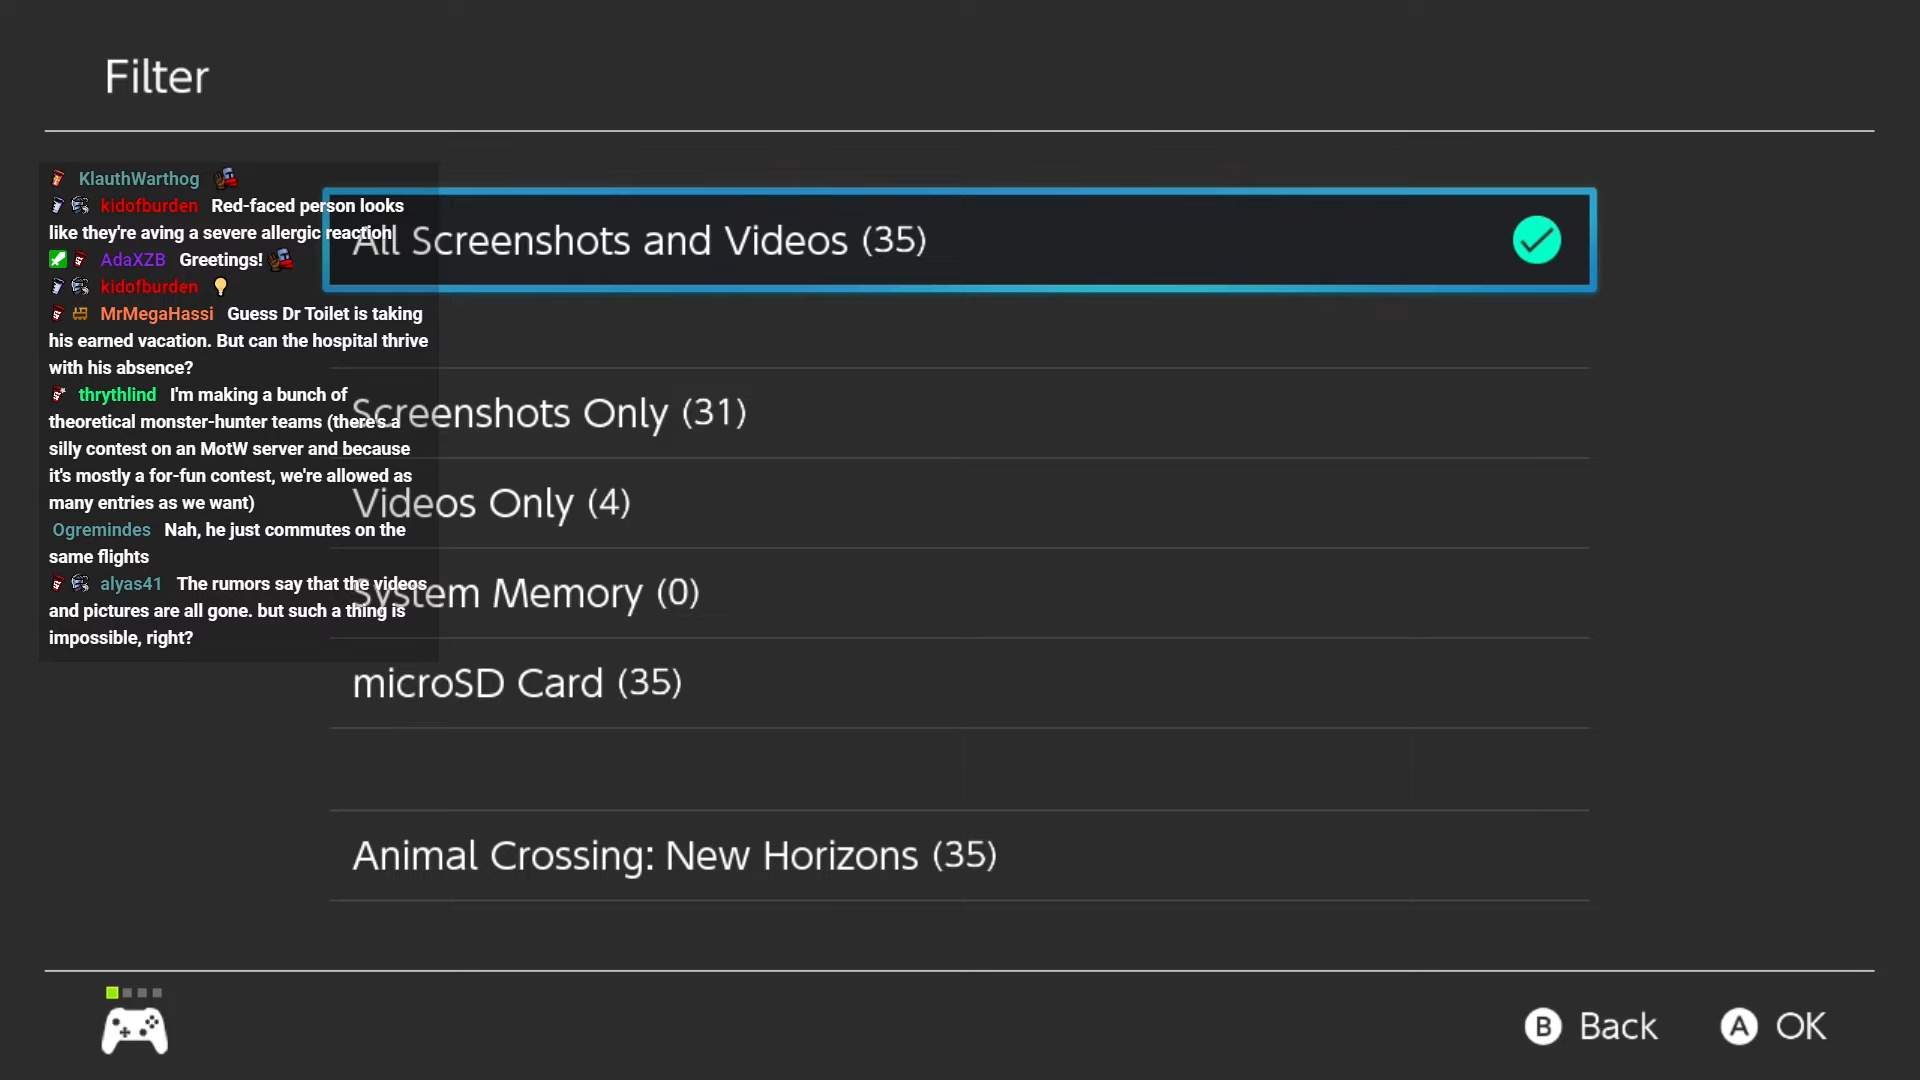 Filter
KlauthWarthog
kidofburden Red-faced person looks
like they're aving a severe allergic reaction
AdaXZB Greetings!
kidofburden
MrMegaHassi Guess Dr Toilet is taking
his earned vacation. But can the hospital thrive
with his absence?
thrythlind I'm making a bunch of
theoretical monster-hunter teams (there's a
silly contest on an MotW server and because
it's mostly a for-fun contest, we're allowed as
many entries as we want)
Ogremindes Nah, he just commutes on the
same flights
alyas41 The rumors say that the videos
and pictures are all gone. but such a thing is
impossible, right?
All Screenshots and Videos (35)
Screenshots Only (31)
Videos Only (4)
System Memory (0)
microSD Card (35)
Animal Crossing: New Horizons (35)
B Back
A OK